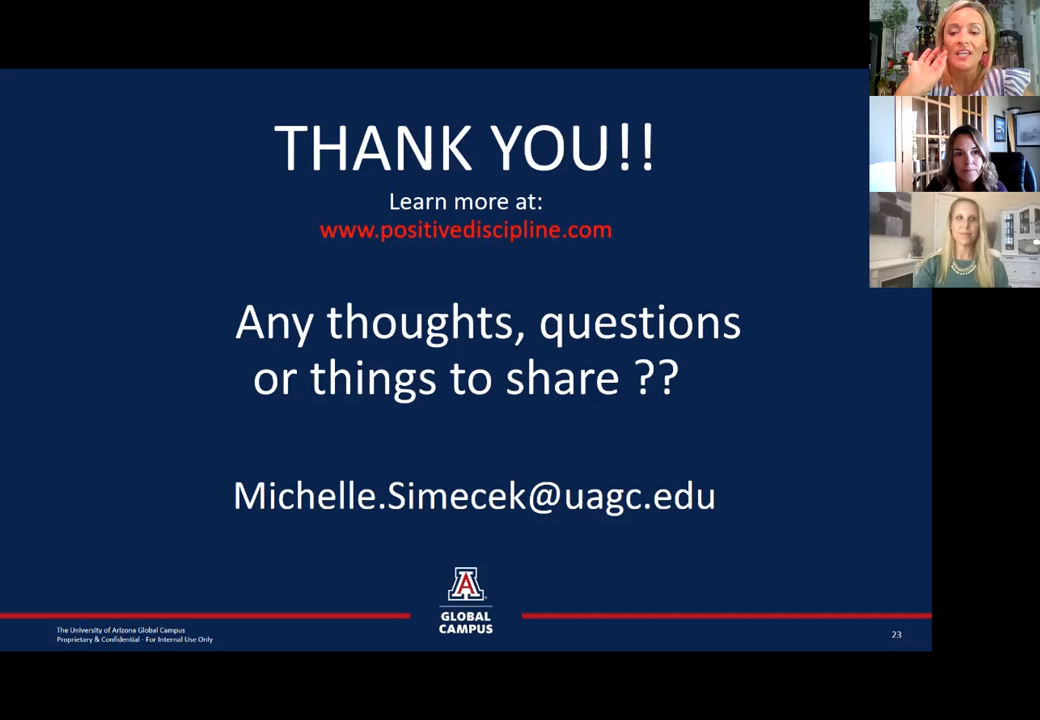 THANK YOU!!
Learn more at:
www.positivediscipline.com
Any thoughts, questions
or things to share ??
Michelle.Simecek@uagc.edu
A
GLOBAL
CAMPUS
The University of Arizona Global Campus
Proprietary & Confidential - For Internal Use Only
23